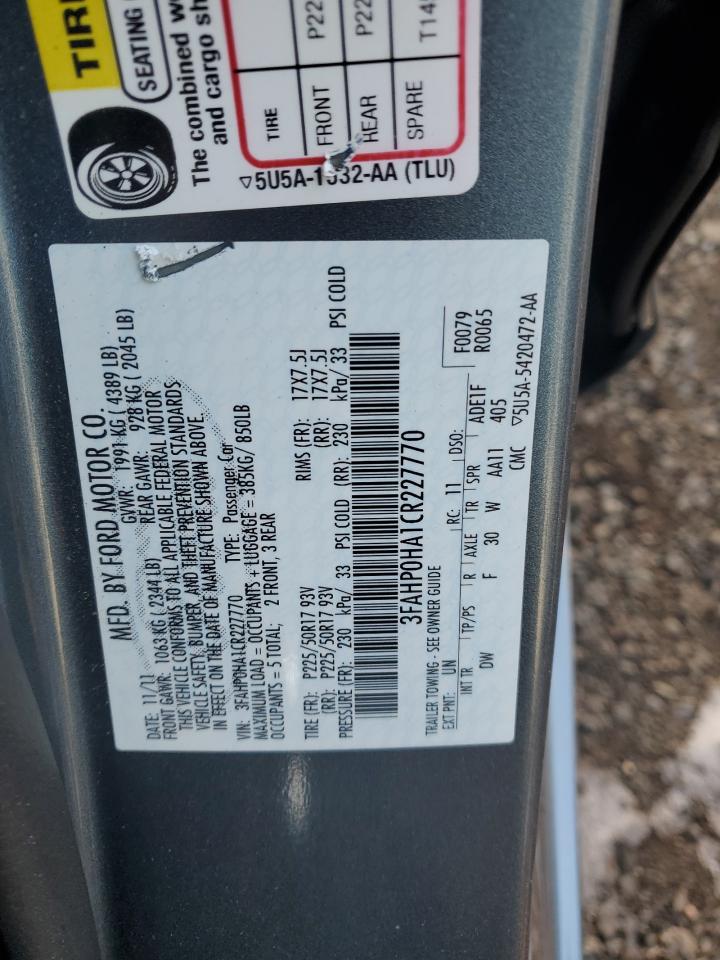 TIRE
SEATING
The combined
and cargo
TIRE
FRONT P22
REAR P22
SPARE T14
5U5A-1532-AA (TLU)
MFD. BY FORD MOTOR CO.
DATE: 11/11 GVWR: 1991 KG ( 4389 LB)
FRONT GAWR: 1063 KG ( 2344 LB) REAR GAWR: 928 KG ( 2045 LB)
THIS VEHICLE CONFORMS TO ALL APPLICABLE FEDERAL MOTOR
VEHICLE SAFETY, BUMPER, AND THEFT PREVENTION STANDARDS
IN EFFECT ON THE DATE OF MANUFACTURE SHOWN ABOVE.
VIN: 3FAHP0HA1CR227770 TYPE: Passenger Car
MAXIMUM LOAD = OCCUPANTS + LUGGAGE = 385KG/ 850LB
OCCUPANTS = 5 TOTAL; 2 FRONT, 3 REAR
TIRE (FR): P225/50R17 93V RIMS (FR): 17X7.5J
(RR): P225/50R17 93V (RR): 17X7.5J
PRESSURE (FR): 230 kPa/ 33 PSI COLD (RR): 230 kPa/ 33 PSI COLD
3FAHP0HA1CR227770
TRAILER TOWING - SEE OWNER GUIDE
EXT PNT: UN RC: 11 DSO: F0079
R0065
INT TR TP/PS R AXLE TR SPR ADE1F
DW F 30 W AA11 405
CMC 5U5A-5420472-AA